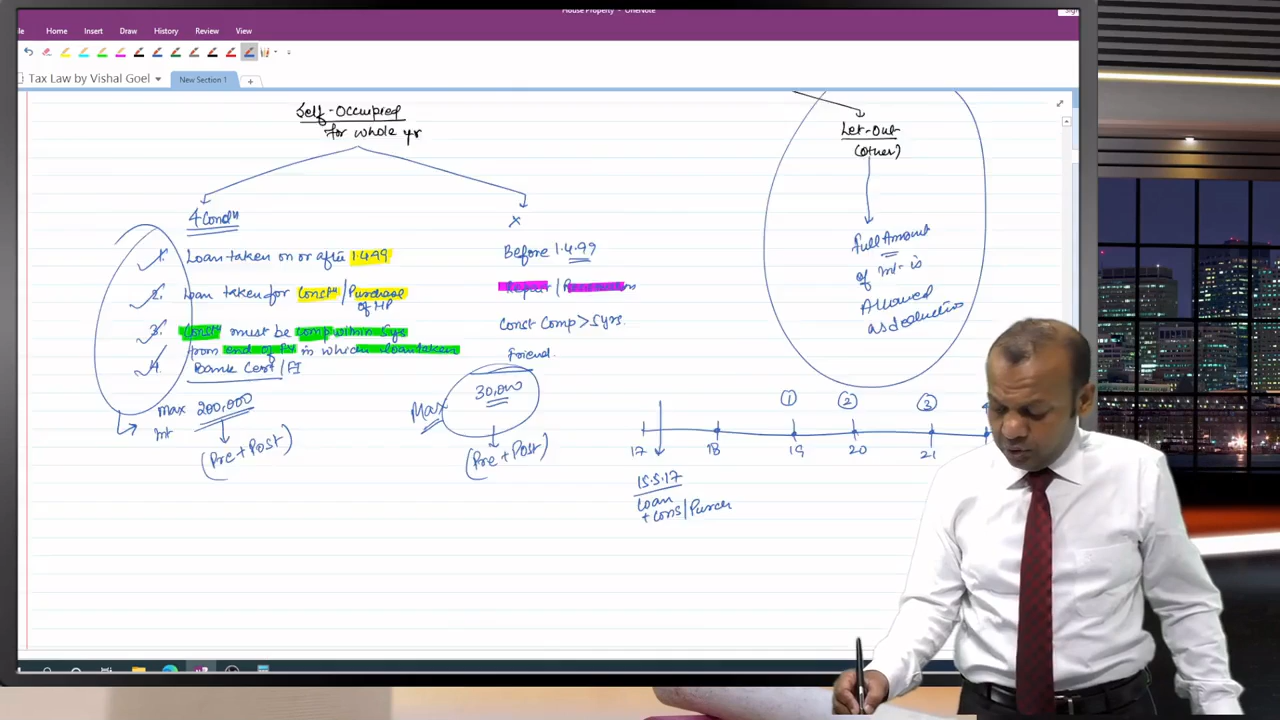 House Property - OneNote
Home Insert Draw History Review View
Tax Law by Vishal Goel
New Section 1
Self-Occupied
for whole yr
4 Condn
1. Loan taken on or after 1.4.99
2. Loan taken for Constn / Purchase
of HP
3. Constn must be comp within 5yrs
from end of PY in which loan taken
4. Bank Cert / FI
max 200,000
Int
(Pre + Post)
x
Before 1.4.99
Repair /
Const Comp > 5yrs.
Friend
30,000
Max
(Pre + Post)
Let-Out
(other)
Full Amount
of Int. is
Allowed
as deduction
1 2 3
17 18 19 20 21
15.5.17
Loan
+ Cons / Purch